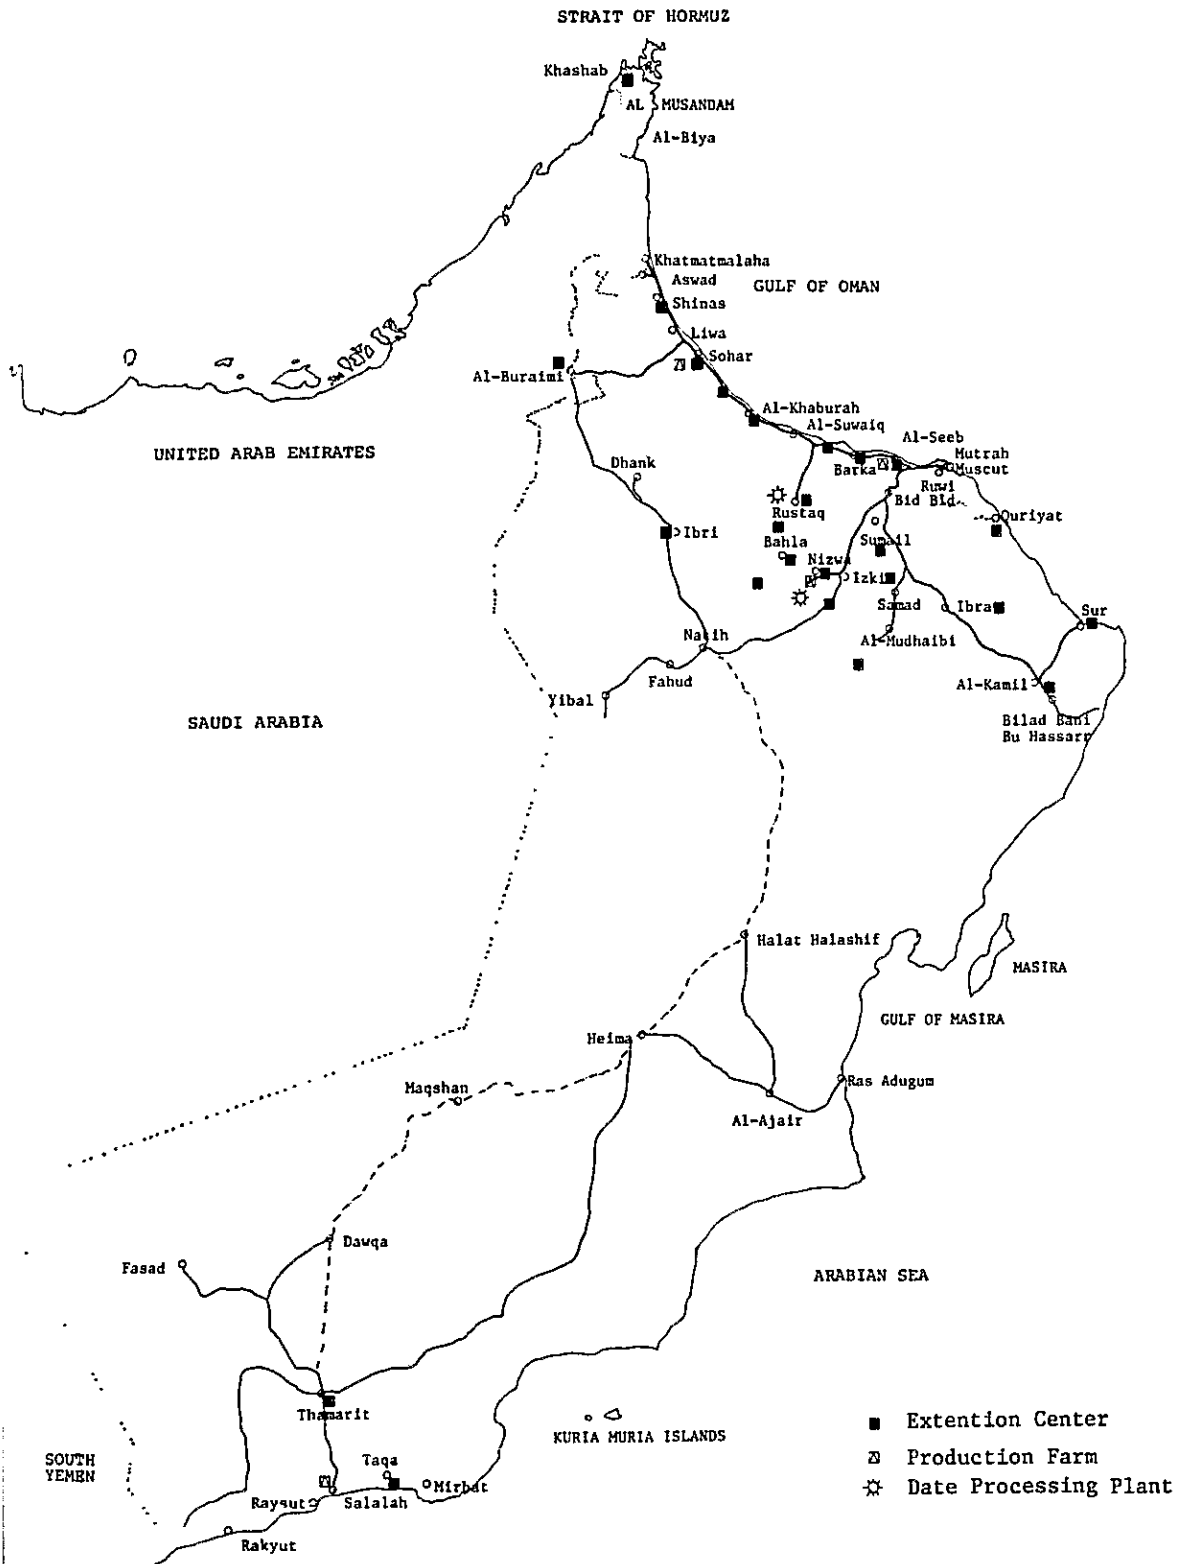 STRAIT OF HORMUZ
Khashab
AL MUSANDAM
Al-Biya
Khatmatmalaha
Aswad
GULF OF OMAN
Shinas
Liwa
Sohar
Al-Buraimi
Al-Khaburah
Al-Suwaiq
Al-Seeb
UNITED ARAB EMIRATES
Mutrah
Dhank
Barka
Muscut
Ruwi
Bid Bid
Rustaq
Quriyat
Ibri
Sumail
Bahla
Nizwa
Izki
Samad
Ibra
Sur
Natih
Al-Mudhaibi
Fahud
Al-Kamil
Yibal
SAUDI ARABIA
Bilad Bani
Bu Hassarr
Halat Halashif
MASIRA
GULF OF MASIRA
Heima
Ras Adugum
Maqshan
Al-Ajair
Dawqa
Fasad
ARABIAN SEA
Thamarit
KURIA MURIA ISLANDS
Extention Center
SOUTH
YEMEN
Taqa
Production Farm
Mirbat
Date Processing Plant
Raysut
Salalah
Rakyut